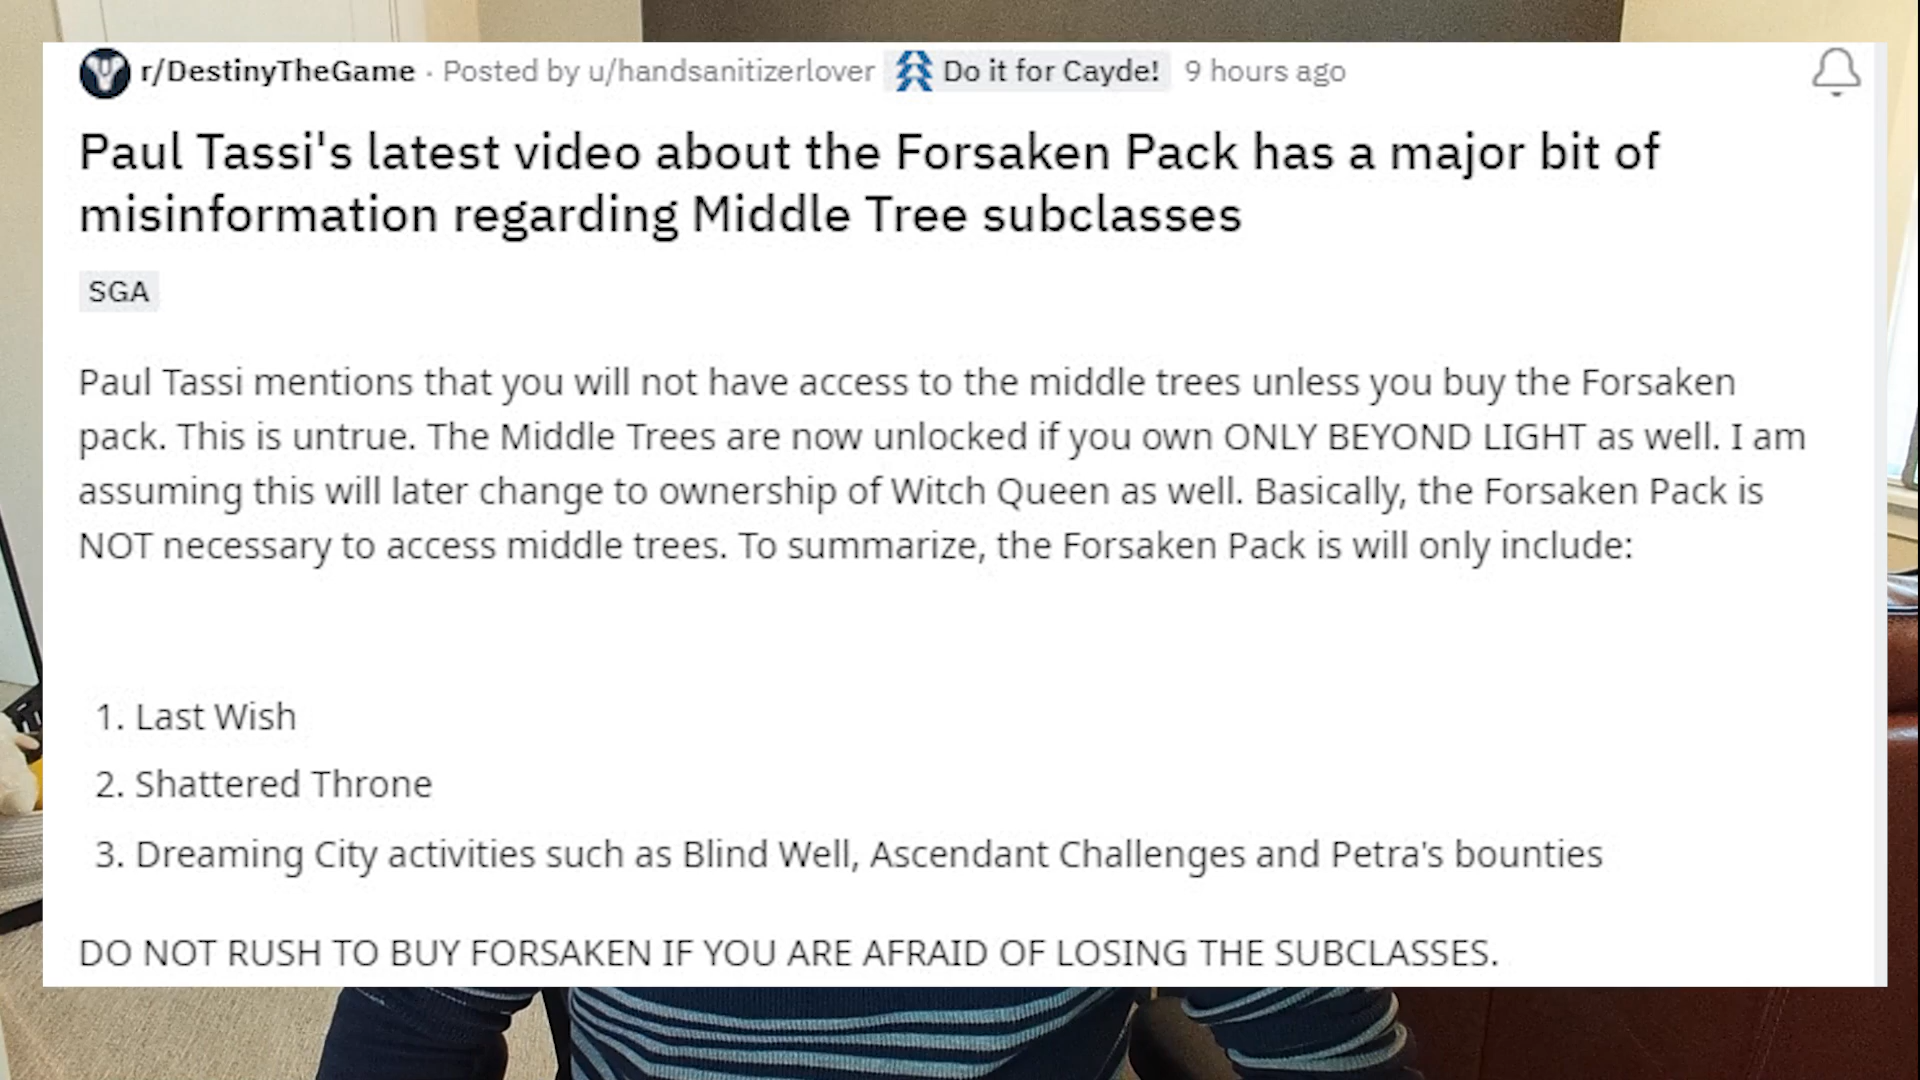 r/DestinyTheGame · Posted by u/handsanitizerlover Do it for Cayde! 9 hours ago
Paul Tassi's latest video about the Forsaken Pack has a major bit of
misinformation regarding Middle Tree subclasses
SGA
Paul Tassi mentions that you will not have access to the middle trees unless you buy the Forsaken
pack. This is untrue. The Middle Trees are now unlocked if you own ONLY BEYOND LIGHT as well. I am
assuming this will later change to ownership of Witch Queen as well. Basically, the Forsaken Pack is
NOT necessary to access middle trees. To summarize, the Forsaken Pack is will only include:
1. Last Wish
2. Shattered Throne
3. Dreaming City activities such as Blind Well, Ascendant Challenges and Petra's bounties
DO NOT RUSH TO BUY FORSAKEN IF YOU ARE AFRAID OF LOSING THE SUBCLASSES.